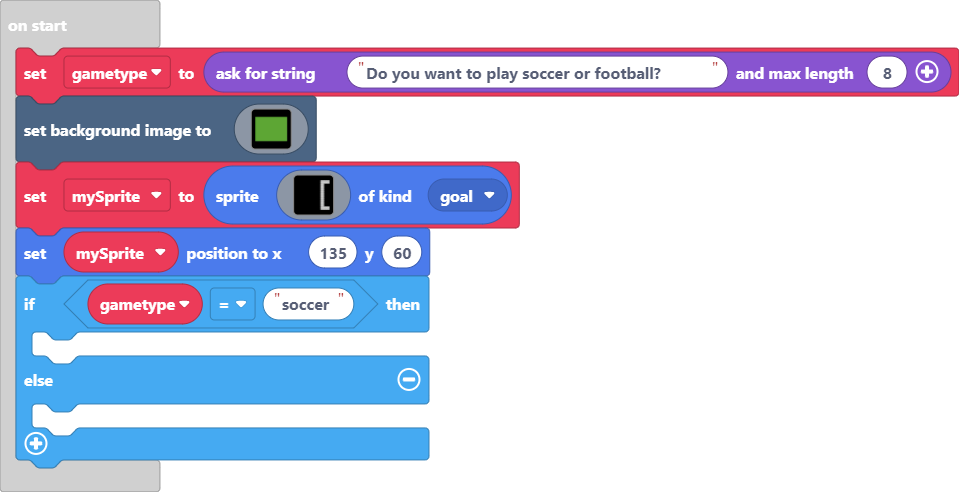 on start
set gametype to ask for string "Do you want to play soccer or football?" and max length 8
set background image to
set mySprite to sprite of kind goal
set mySprite position to x 135 y 60
if gametype = "soccer" then
else